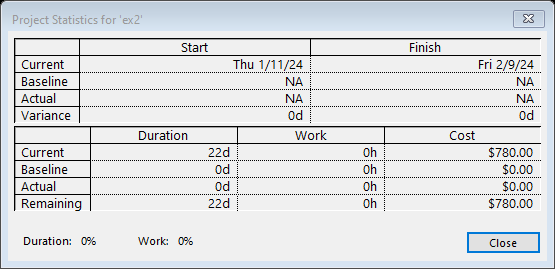 Project Statistics for 'ex2'
Start Finish
Current Thu 1/11/24 Fri 2/9/24
Baseline NA NA
Actual NA NA
Variance 0d 0d
Duration Work Cost
Current 22d 0h $780.00
Baseline 0d 0h $0.00
Actual 0d 0h $0.00
Remaining 22d 0h $780.00
Duration: 0% Work: 0% Close